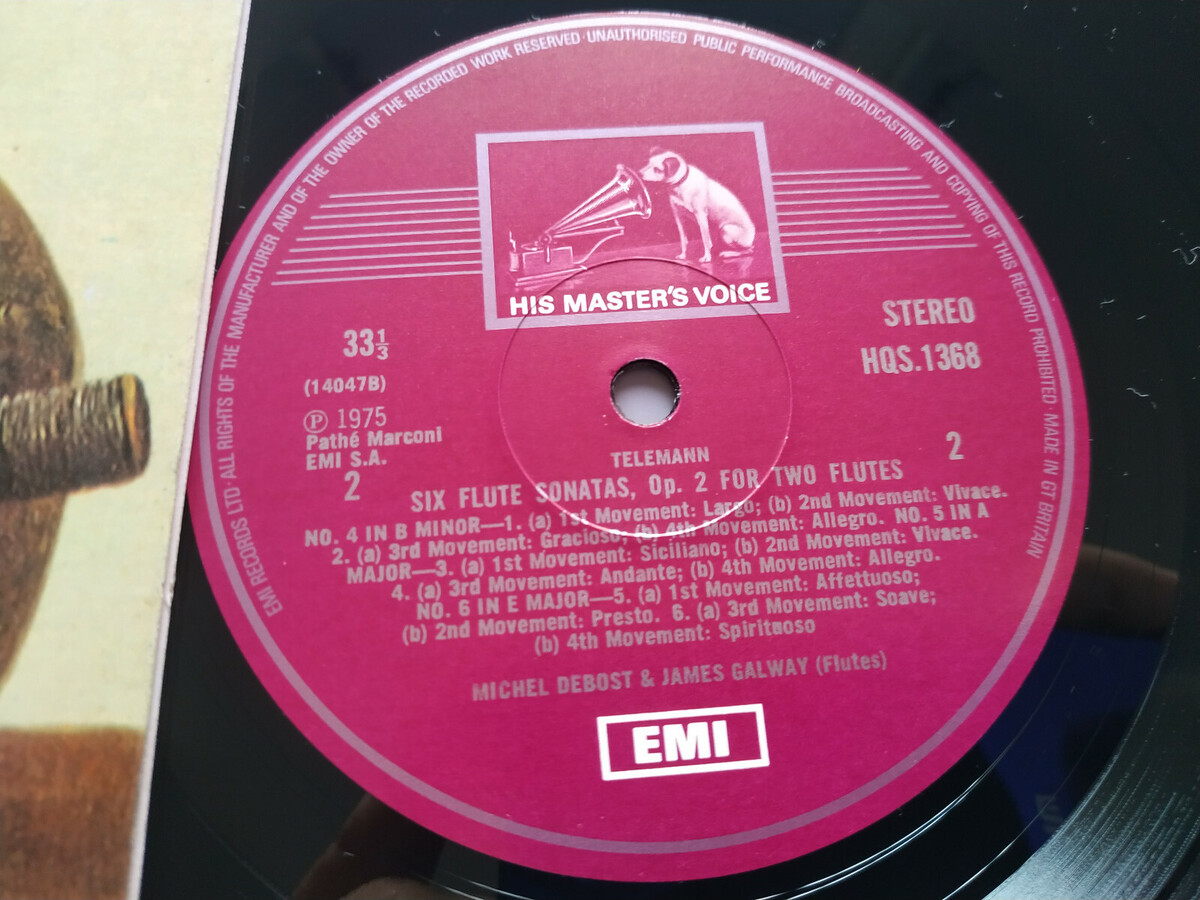 EMI RECORDS LTD · ALL RIGHTS OF THE MANUFACTURER AND OF THE OWNER OF THE RECORDED WORK RESERVED · UNAUTHORISED PUBLIC PERFORMANCE BROADCASTING AND COPYING OF THIS RECORD PROHIBITED · MADE IN GT BRITAIN
HIS MASTER'S VOICE
33⅓
STEREO
HQS.1368
(14047B)
℗ 1975
Pathé Marconi
EMI S.A.
2
2
TELEMANN
SIX FLUTE SONATAS, Op. 2 FOR TWO FLUTES
NO. 4 IN B MINOR—1. (a) 1st Movement: Largo; (b) 2nd Movement: Vivace.
2. (a) 3rd Movement: Gracioso; (b) 4th Movement: Allegro. NO. 5 IN A
MAJOR—3. (a) 1st Movement: Siciliano; (b) 2nd Movement: Vivace.
4. (a) 3rd Movement: Andante; (b) 4th Movement: Allegro.
NO. 6 IN E MAJOR—5. (a) 1st Movement: Affettuoso;
(b) 2nd Movement: Presto. 6. (a) 3rd Movement: Soave;
(b) 4th Movement: Spirituoso
MICHEL DEBOST & JAMES GALWAY (Flutes)
EMI